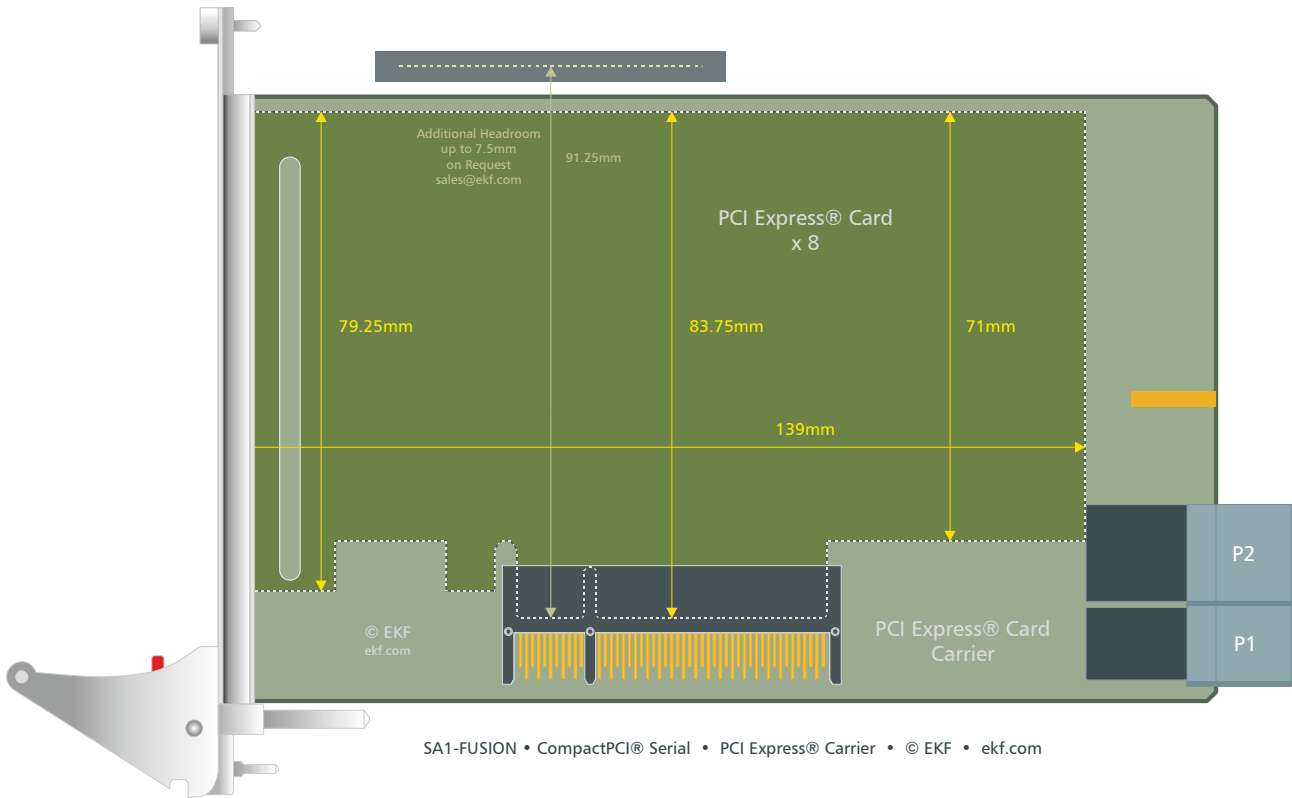 Additional Headroom
up to 7.5mm
on Request
sales@ekf.com
91.25mm
PCI Express® Card
x 8
79.25mm
83.75mm
71mm
139mm
P2
P1
© EKF
ekf.com
PCI Express® Card
Carrier
SA1-FUSION • CompactPCI® Serial • PCI Express® Carrier • © EKF • ekf.com